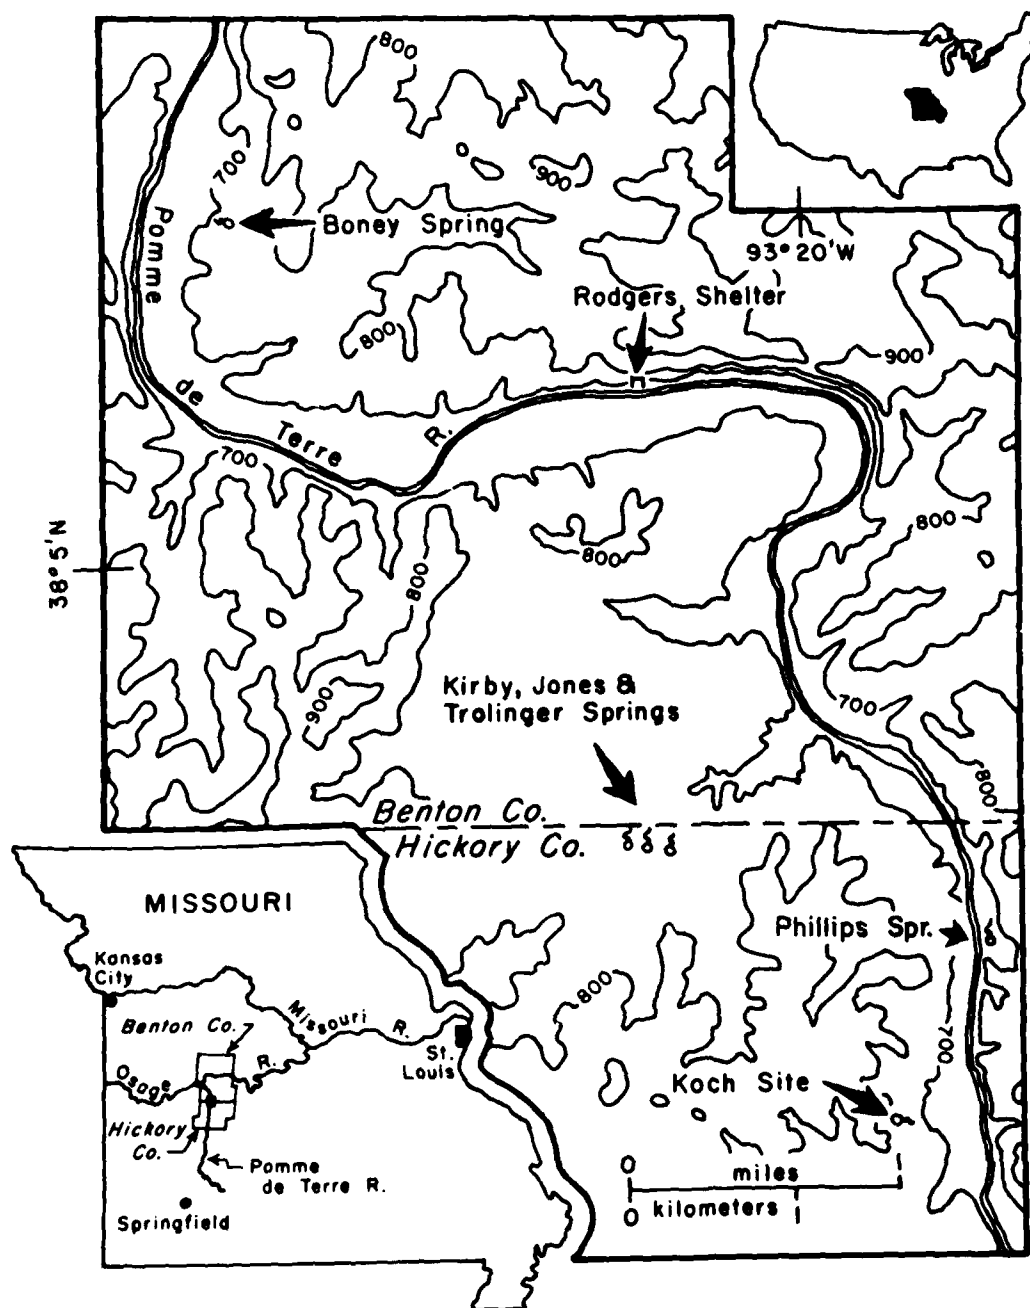 800
700
900
Boney Spring
93°20'W
Rodgers Shelter
800
900
Pomme
de
Terre
R.
700
800
800
38°5'N
800
900
Kirby, Jones &
Trolinger Springs
700
800
Benton Co.
Hickory Co.
MISSOURI
Kansas
City
Missouri
R.
Benton Co.
St.
Louis
Osage
R.
Hickory
Co.
Pomme
de Terre R.
Springfield
Phillips Spr.
800
700
Koch Site
0 1
miles
kilometers
0 1